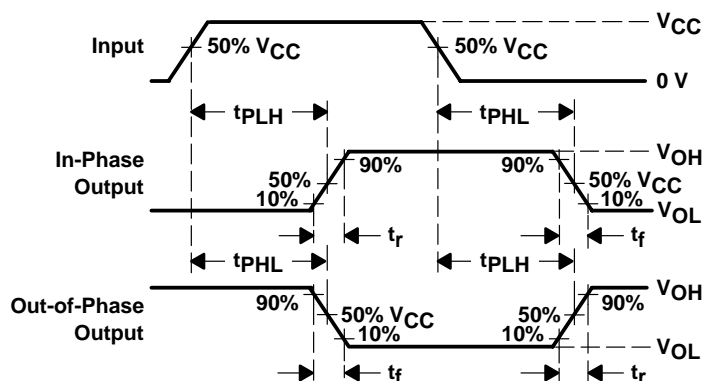 VCC
Input
50% VCC
50% VCC
0 V
tPLH
tPHL
In-Phase
Output
VOH
90%
90%
50%
10%
50% VCC
10%
VOL
tr
tf
tPHL
tPLH
Out-of-Phase
Output
VOH
90%
90%
50% VCC
10%
50%
10%
VOL
tf
tr